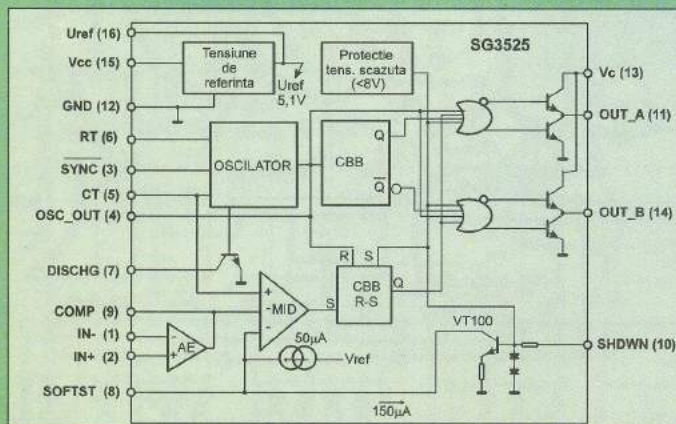 SG3525
Uref (16)
Vcc (15)
GND (12)
RT (6)
SYNC (3)
CT (5)
OSC_OUT (4)
DISCHG (7)
COMP (9)
IN- (1)
IN+ (2)
SOFTST (8)
Tensiune
de
referinta
Uref
5,1V
Protectie
tens. scazuta
(<8V)
OSCILATOR
CBB
Q
Q
R
S
S
CBB
R-S
Q
+
-
-
MID
-
+
AE
50µA
Vref
150µA
VT100
Vc (13)
OUT_A (11)
OUT_B (14)
SHDWN (10)